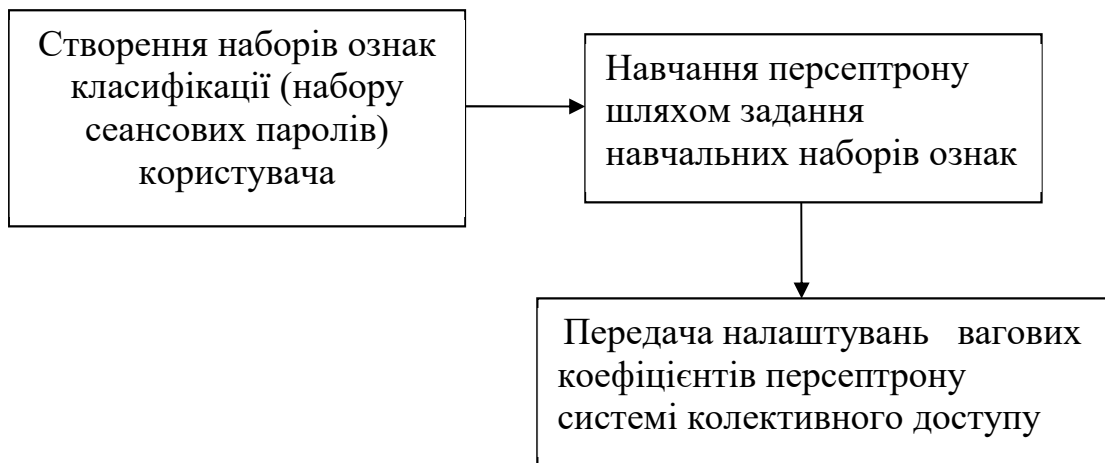 Створення наборів ознак
класифікації (набору
сеансових паролів)
користувача
Навчання персептрону
шляхом задання
навчальних наборів ознак
Передача налаштувань вагових
коефіцієнтів персептрону
системі колективного доступу